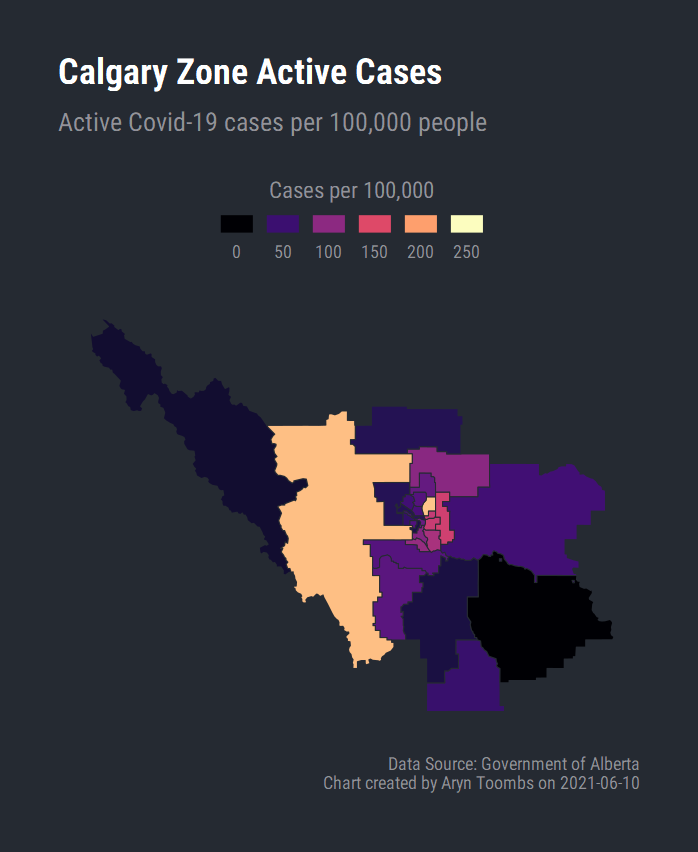 Calgary Zone Active Cases
Active Covid-19 cases per 100,000 people
Cases per 100,000
0 50 100 150 200 250
Data Source: Government of Alberta
Chart created by Aryn Toombs on 2021-06-10